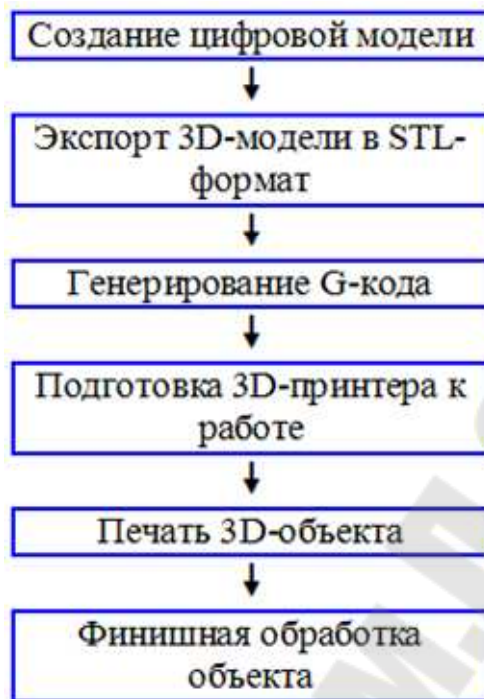 Создание цифровой модели
Экспорт 3D-модели в STL-
формат
Генерирование G-кода
Подготовка 3D-принтера к
работе
Печать 3D-объекта
Финишная обработка
объекта